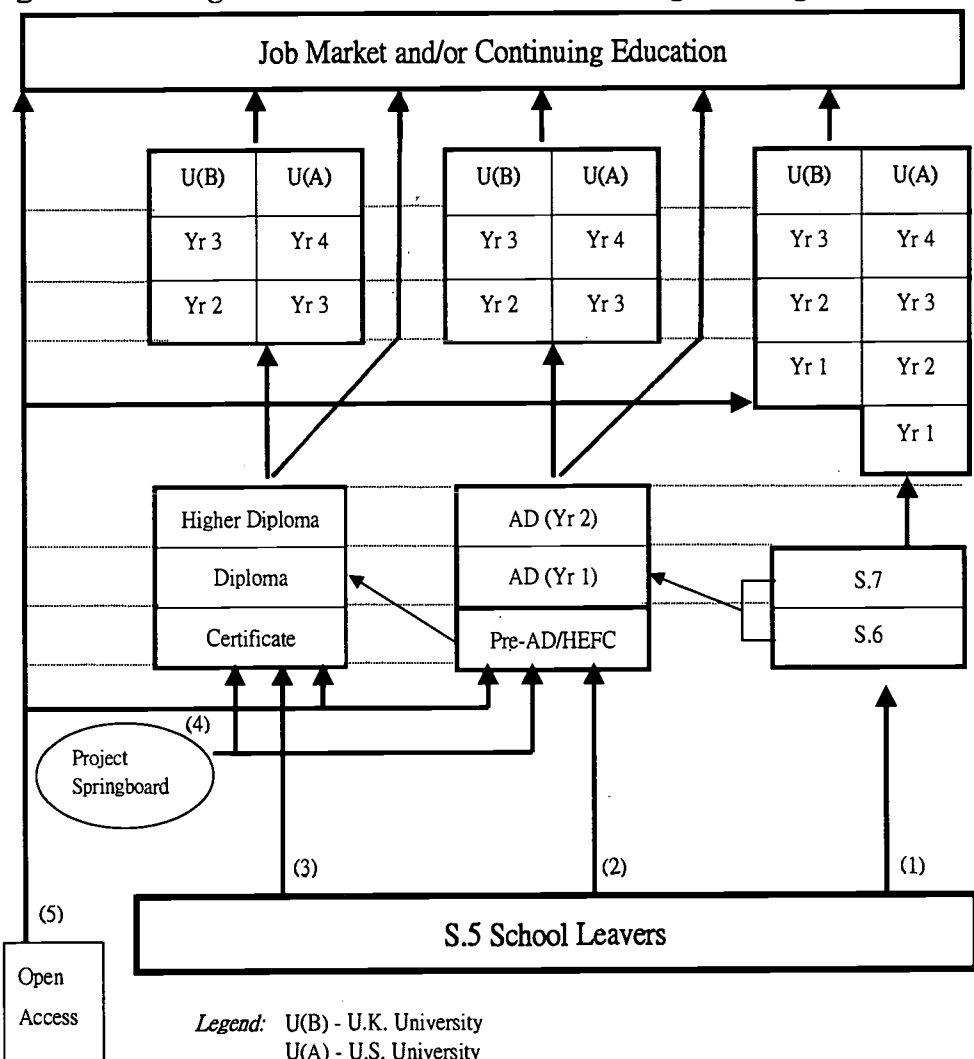 Job Market and/or Continuing Education
U(B) U(A) U(B) U(A) U(B) U(A)
Yr 3 Yr 4 Yr 3 Yr 4 Yr 3 Yr 4
Yr 2 Yr 3 Yr 2 Yr 3 Yr 2 Yr 3
Yr 1 Yr 2
Yr 1
Higher Diploma AD (Yr 2)
Diploma AD (Yr 1) S.7
Certificate Pre-AD/HEFC S.6
(4)
Project
Springboard
(3) (2) (1)
(5)
S.5 School Leavers
Open
Access
Legend: U(B) - U.K. University
U(A) - U.S. University